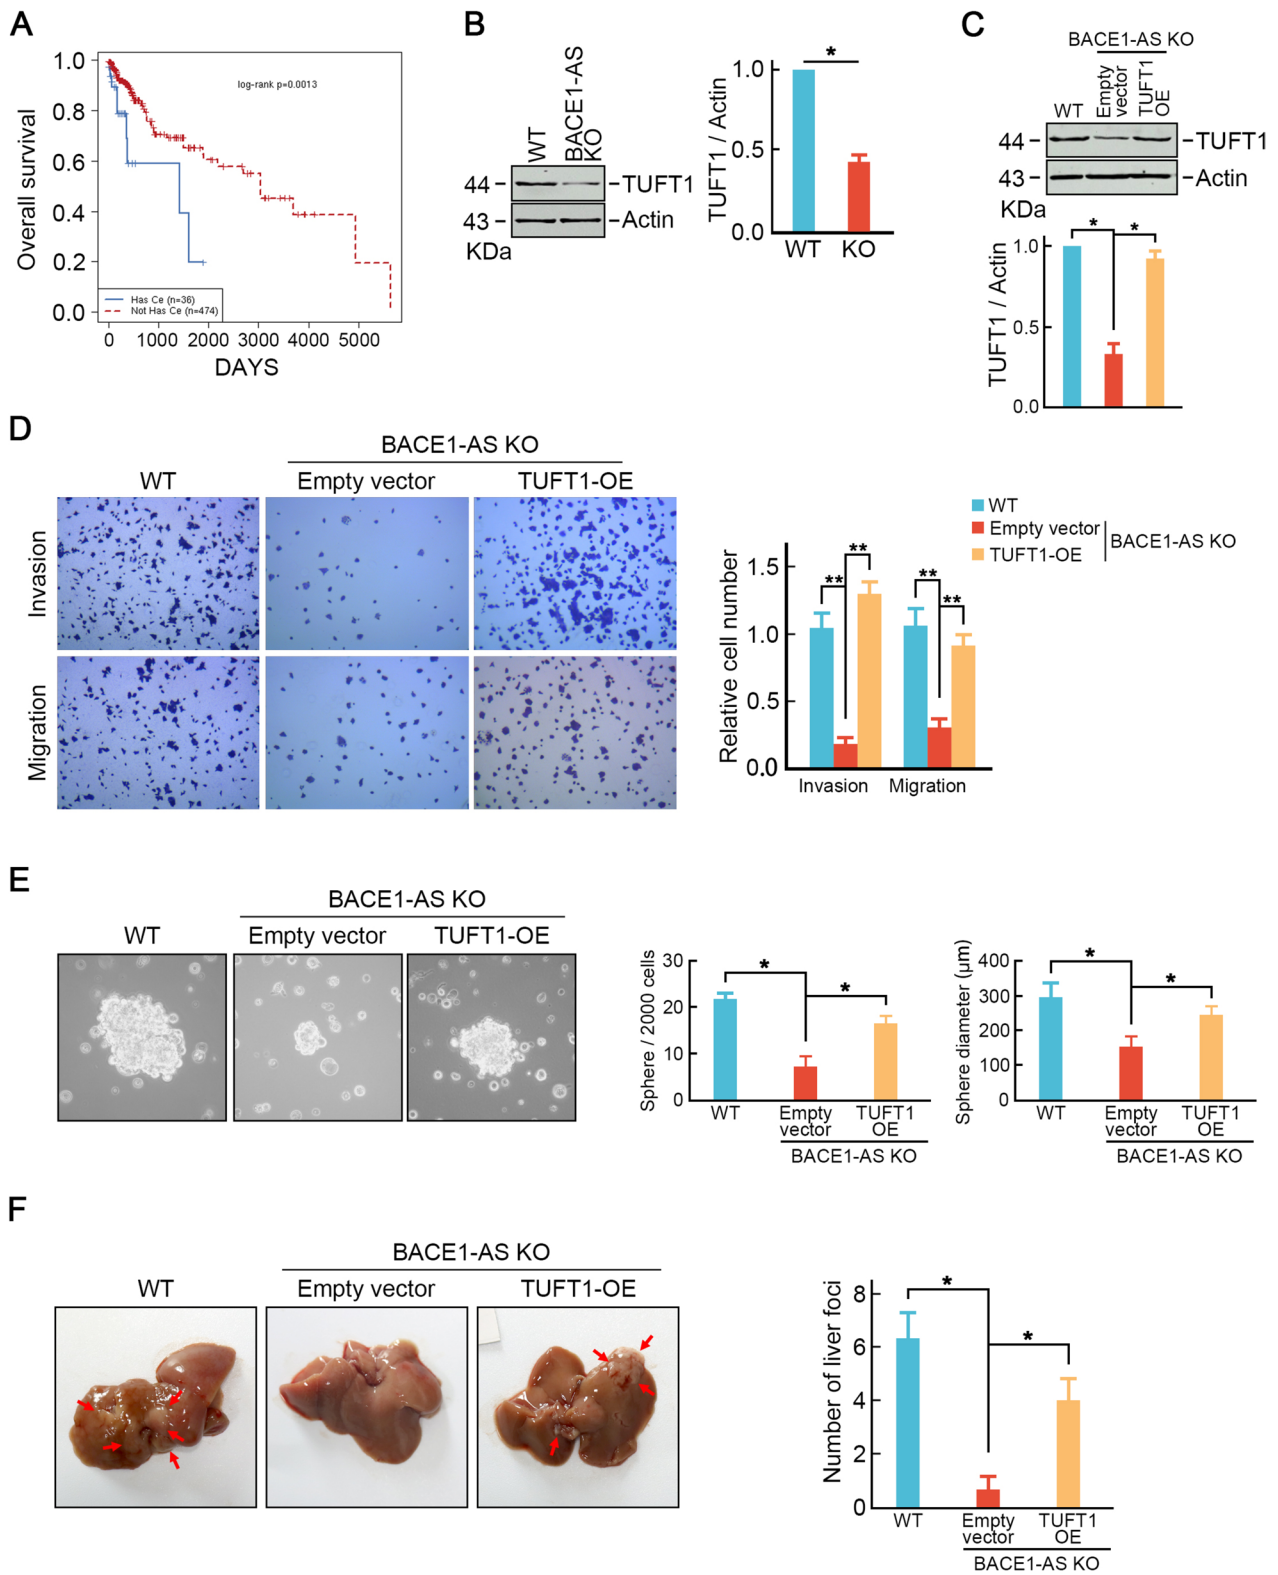 A
Overall survival
1.0
0.8
0.6
0.4
0.2
0.0
log-rank p=0.0013
Has Ce (n=36)
Not Has Ce (n=474)
0 1000 2000 3000 4000 5000
DAYS
B
WT
BACE1-AS
KO
44 TUFT1
43 Actin
KDa
TUFT1 / Actin
1.0
0.5
0.0
*
WT KO
C
BACE1-AS KO
WT
Empty
vector
TUFT1
OE
44 TUFT1
43 Actin
KDa
TUFT1 / Actin
1.0
0.5
0.0
* *
D
BACE1-AS KO
WT Empty vector TUFT1-OE
Invasion
Migration
WT
Empty vector
TUFT1-OE
BACE1-AS KO
Relative cell number
1.5
1.0
0.5
0.0
** **
** **
Invasion Migration
E
BACE1-AS KO
WT Empty vector TUFT1-OE
Sphere / 2000 cells
30
20
10
0
* *
WT Empty
vector
TUFT1
OE
BACE1-AS KO
Sphere diameter (μm)
400
300
200
100
0
* *
WT Empty
vector
TUFT1
OE
BACE1-AS KO
F
BACE1-AS KO
WT Empty vector TUFT1-OE
Number of liver foci
8
6
4
2
0
* *
WT Empty
vector
TUFT1
OE
BACE1-AS KO